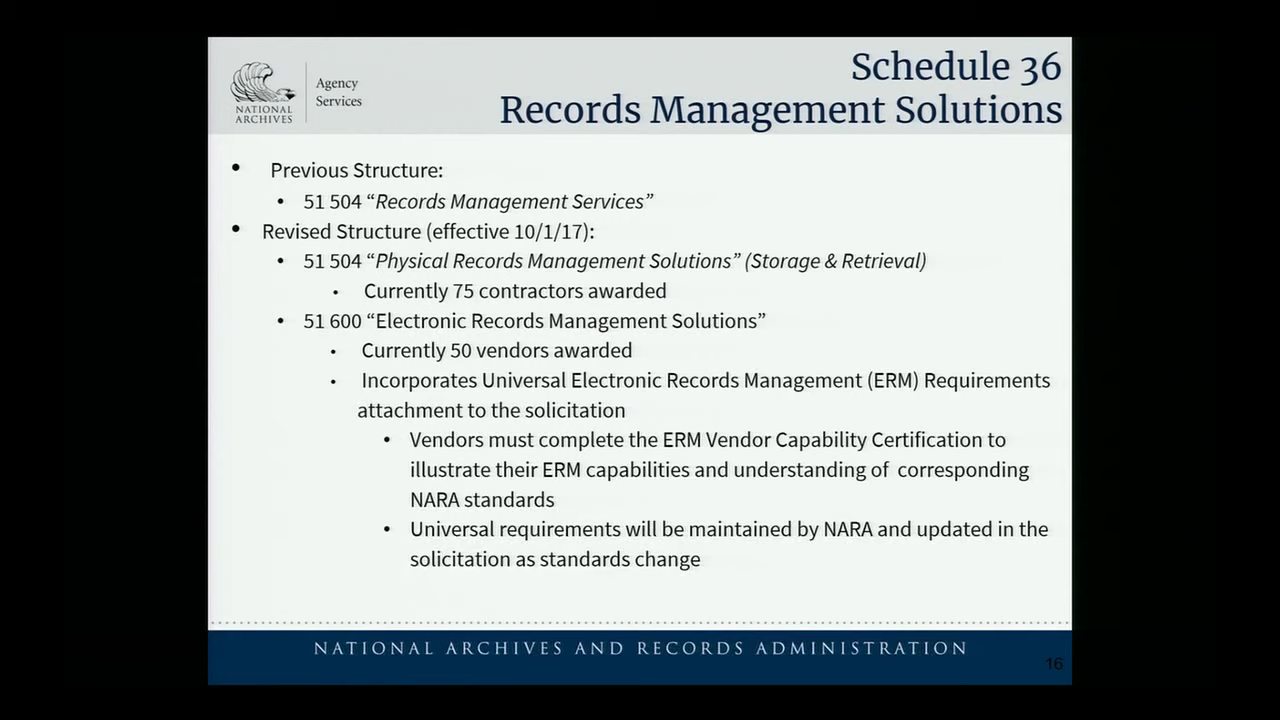 NATIONAL
ARCHIVES
Agency
Services
Schedule 36
Records Management Solutions
• Previous Structure:
• 51 504 “Records Management Services”
• Revised Structure (effective 10/1/17):
• 51 504 “Physical Records Management Solutions” (Storage & Retrieval)
• Currently 75 contractors awarded
• 51 600 “Electronic Records Management Solutions”
• Currently 50 vendors awarded
• Incorporates Universal Electronic Records Management (ERM) Requirements
attachment to the solicitation
• Vendors must complete the ERM Vendor Capability Certification to
illustrate their ERM capabilities and understanding of corresponding
NARA standards
• Universal requirements will be maintained by NARA and updated in the
solicitation as standards change
NATIONAL ARCHIVES AND RECORDS ADMINISTRATION
16